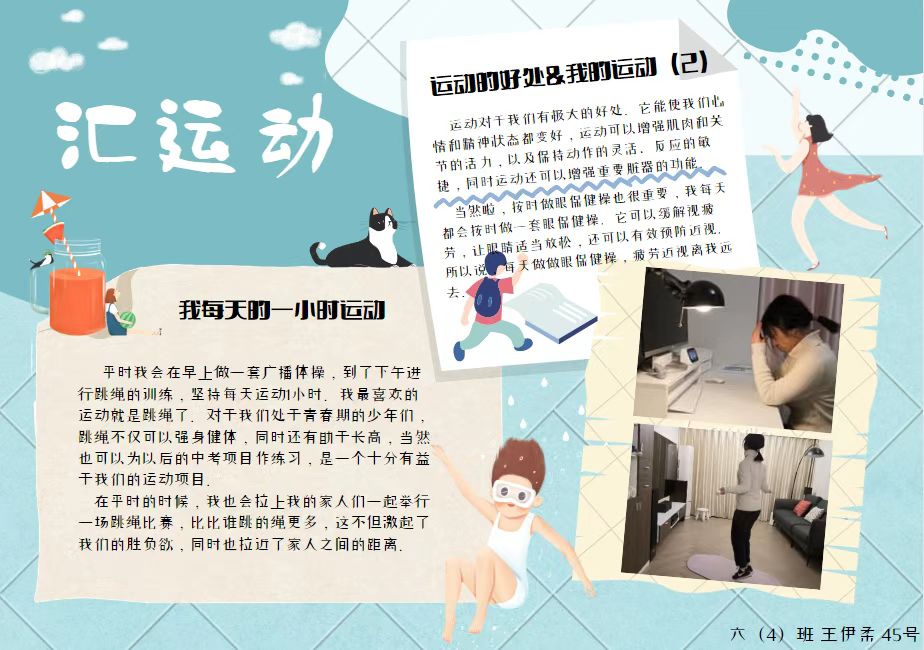 汇运动
运动的好处&我的运动（2）
运动对于我们有极大的好处．它能使我们心
情和精神状态都变好，运动可以增强肌肉和关
节的活力，以及保持动作的灵活．反应的敏
捷，同时运动还可以增强重要脏器的功能．
当然啦，按时做眼保健操也很重要，我每天
都会按时做一套眼保健操．它可以缓解视疲
劳，让眼睛适当放松，还可以有效预防近视．
所以说 每天做做眼保健操，疲劳近视离我远
去．
我每天的一小时运动
平时我会在早上做一套广播体操，到了下午进
行跳绳的训练，坚持每天运动1小时．我最喜欢的
运动就是跳绳了．对于我们处于青春期的少年们，
跳绳不仅可以强身健体，同时还有助于长高，当然
也可以为以后的中考项目作练习，是一个十分有益
于我们的运动项目．
在平时的时候，我也会拉上我的家人们一起举行
一场跳绳比赛，比比谁跳的绳更多，这不但激起了
我们的胜负欲，同时也拉近了家人之间的距离．
六（4）班 王伊柔 45号